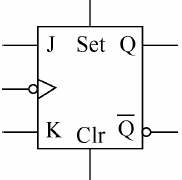 J Set Q
K Clr Q̅